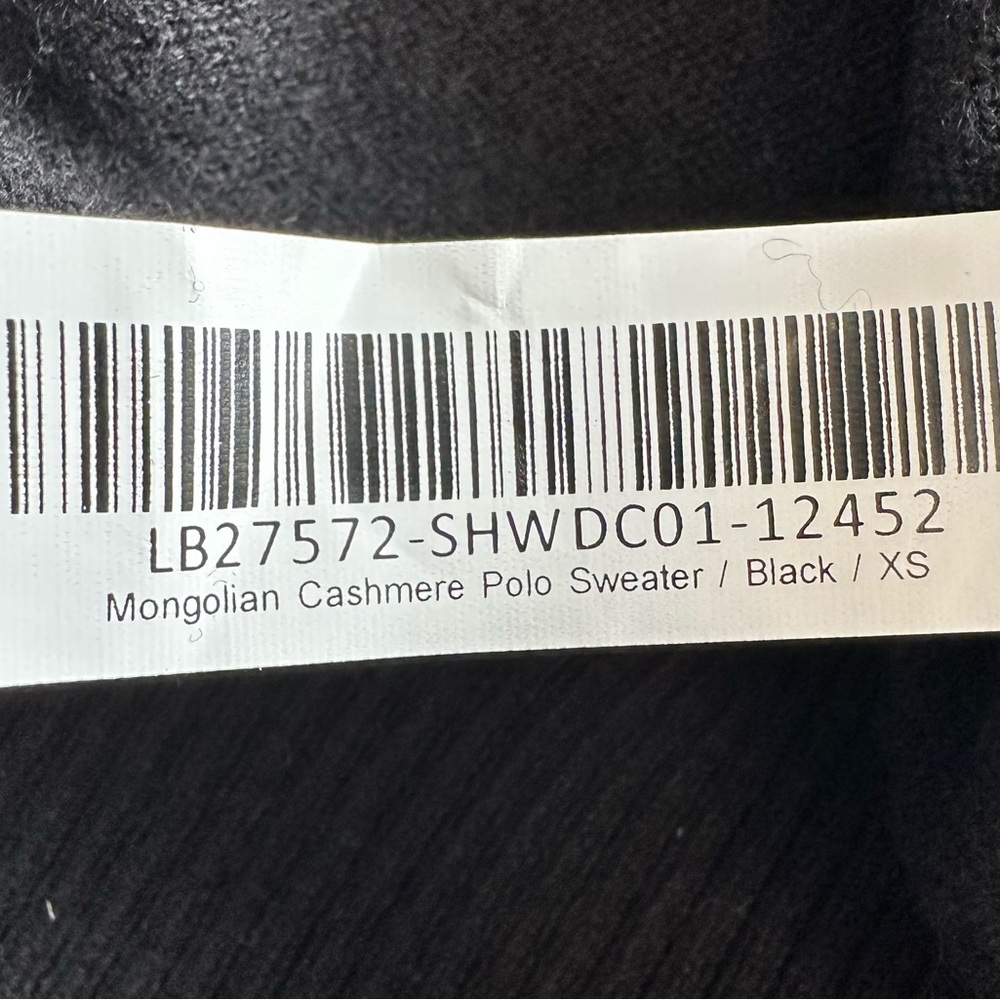 LB27572-SHWDC01-12452
Mongolian Cashmere Polo Sweater / Black / XS